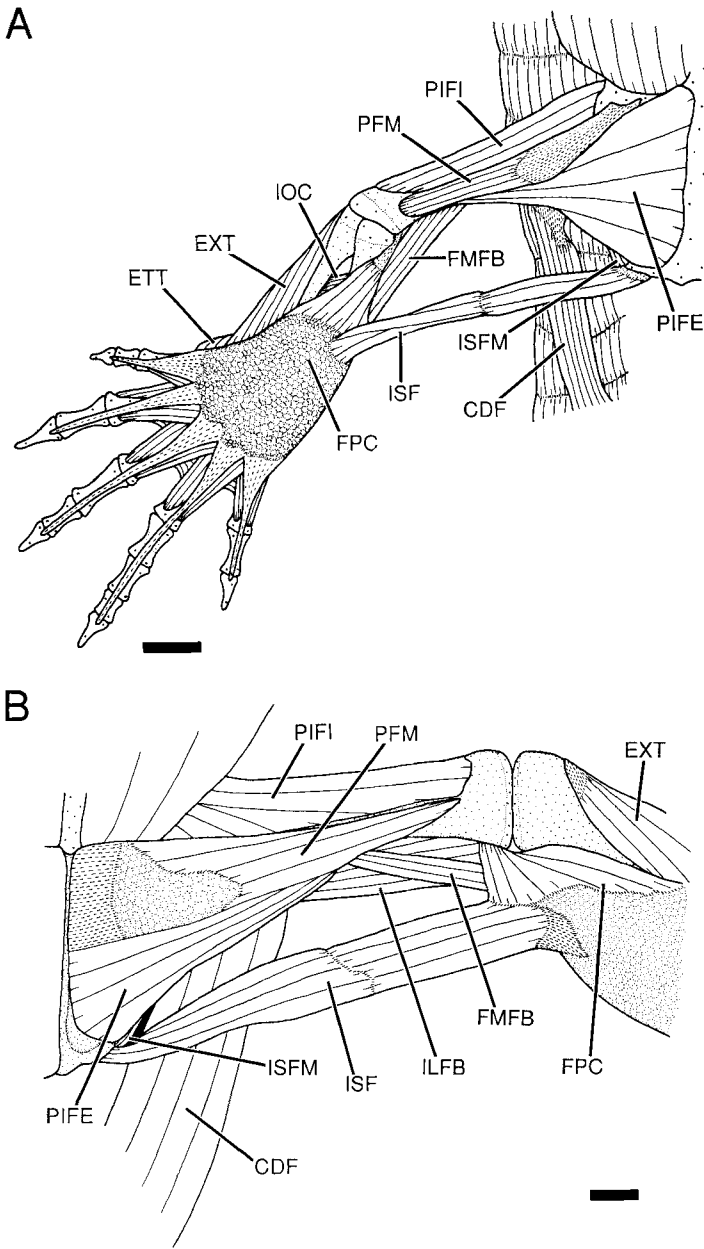 A
PIFI
PFM
IOC
EXT
FMFB
ETT
PIFE
ISFM
ISF
CDF
FPC
B
PIFI
PFM
EXT
FMFB
ISFM
ISF
ILFB
FPC
PIFE
CDF